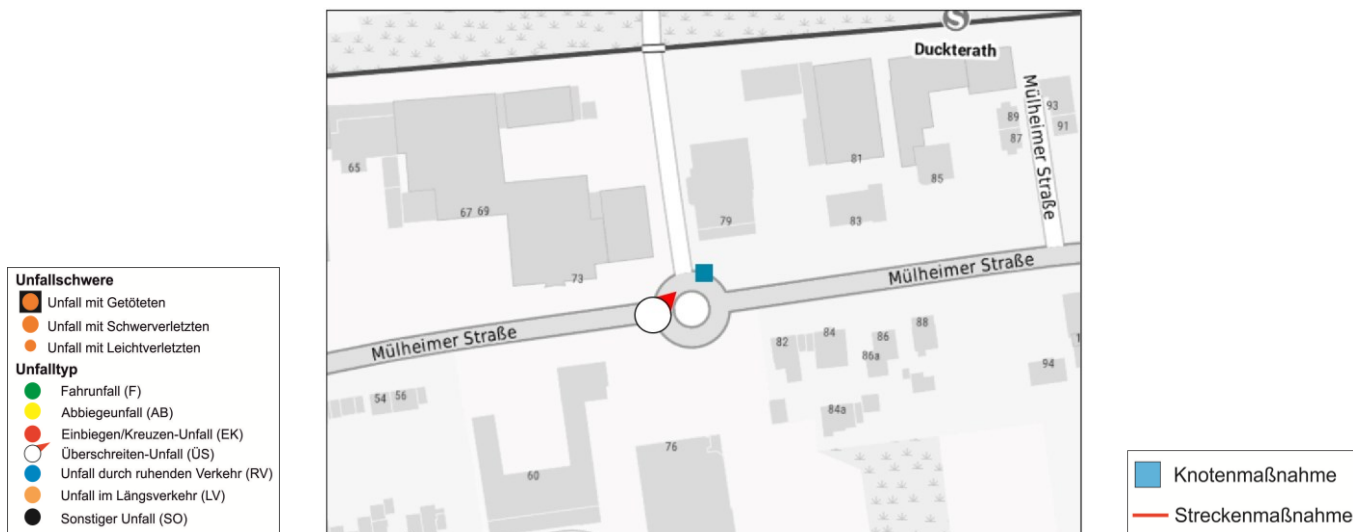 S
Duckterath
93
89
91
87
Mülheimer Straße
65
81
85
67 69
79
83
73
Mülheimer Straße
Mülheimer Straße
82
84
86
88
86a
94
54
56
84a
76
60
Unfallschwere
Unfall mit Getöteten
Unfall mit Schwerverletzten
Unfall mit Leichtverletzten
Unfalltyp
Fahrunfall (F)
Abbiegeunfall (AB)
Einbiegen/Kreuzen-Unfall (EK)
Überschreiten-Unfall (ÜS)
Unfall durch ruhenden Verkehr (RV)
Unfall im Längsverkehr (LV)
Sonstiger Unfall (SO)
Knotenmaßnahme
Streckenmaßnahme